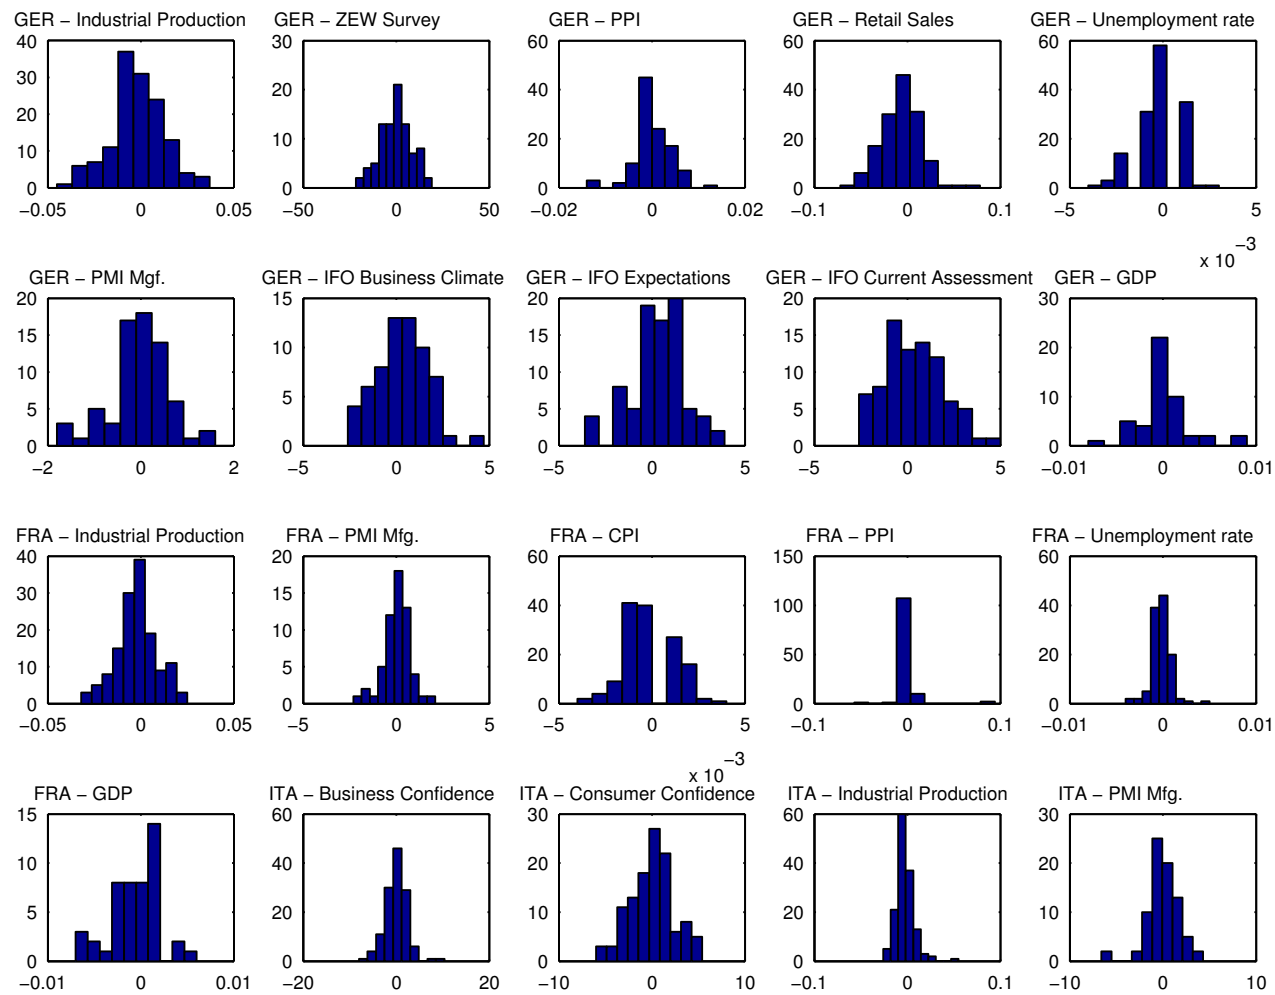 GER − Industrial Production
GER − ZEW Survey
GER − PPI
GER − Retail Sales
GER − Unemployment rate
40
30
20
10
0
−0.05 0 0.05
30
20
10
0
−50 0 50
60
40
20
0
−0.02 0 0.02
60
40
20
0
−0.1 0 0.1
60
40
20
0
−5 0 5
x 10−3
GER − PMI Mgf.
GER − IFO Business Climate
GER − IFO Expectations
GER − IFO Current Assessment
GER − GDP
20
15
10
5
0
−2 0 2
15
10
5
0
−5 0 5
20
15
10
5
0
−5 0 5
20
15
10
5
0
−5 0 5
30
20
10
0
−0.01 0 0.01
FRA − Industrial Production
FRA − PMI Mfg.
FRA − CPI
FRA − PPI
FRA − Unemployment rate
40
30
20
10
0
−0.05 0 0.05
20
15
10
5
0
−5 0 5
60
40
20
0
−5 0 5
x 10−3
150
100
50
0
−0.1 0 0.1
60
40
20
0
−0.01 0 0.01
FRA − GDP
ITA − Business Confidence
ITA − Consumer Confidence
ITA − Industrial Production
ITA − PMI Mfg.
15
10
5
0
−0.01 0 0.01
60
40
20
0
−20 0 20
30
20
10
0
−10 0 10
60
40
20
0
−0.1 0 0.1
30
20
10
0
−10 0 10